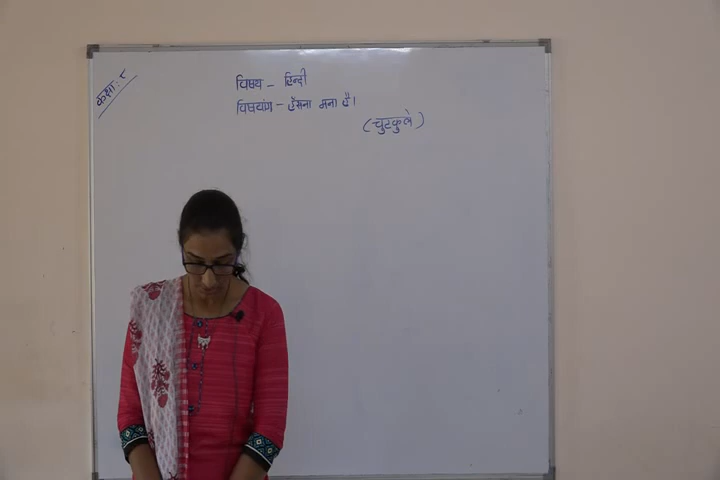 कक्षा:- ८
विषय - हिन्दी
विषयांग - हँसना मना है।
(चुटकुले)